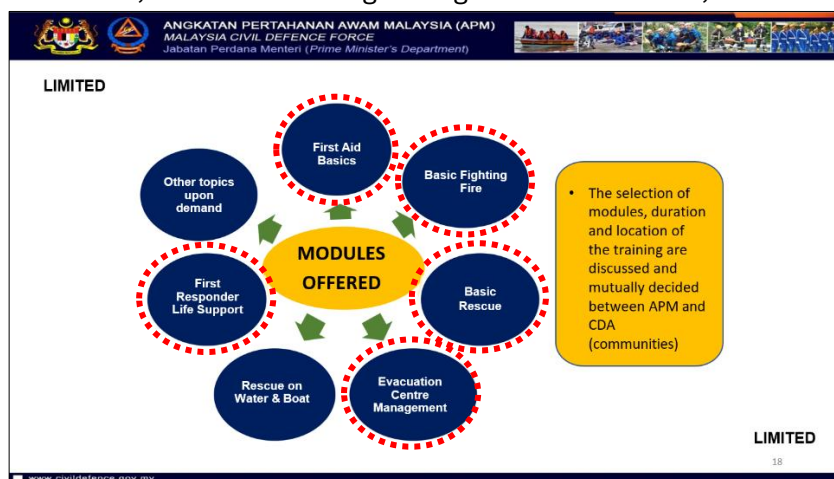 ANGKATAN PERTAHANAN AWAM MALAYSIA (APM)
MALAYSIA CIVIL DEFENCE FORCE
Jabatan Perdana Menteri (Prime Minister's Department)
LIMITED
First Aid
Basics
Basic Fighting
Fire
Other topics
upon
demand
MODULES
OFFERED
First
Responder
Life Support
Basic
Rescue
Rescue on
Water & Boat
Evacuation
Centre
Management
• The selection of
modules, duration
and location of
the training are
discussed and
mutually decided
between APM and
CDA
(communities)
LIMITED
18
www.civildefence.gov.my